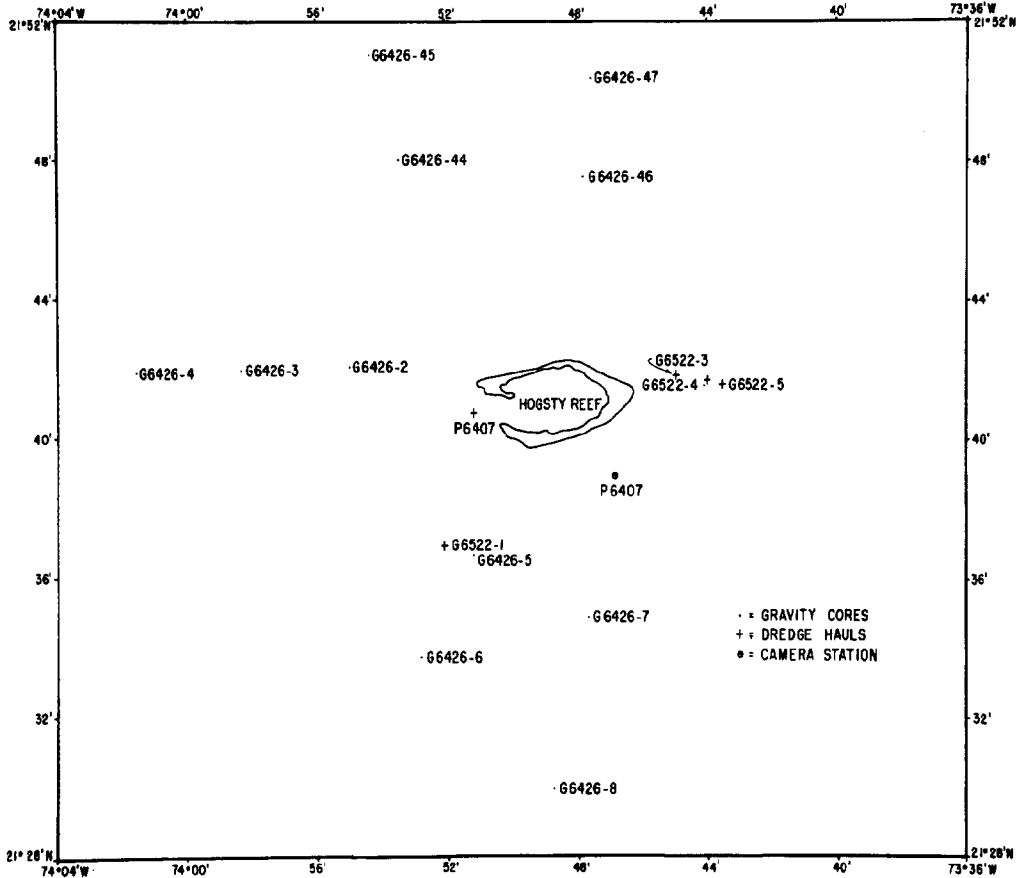 74°04'W 74°00' 56' 52' 48' 44' 40' 73°36'W
21°52'N 21°52'N
G6426-45
G6426-47
48' 48'
G6426-44
G6426-46
44' 44'
G6522-3
G6426-4 G6426-3 G6426-2
G6522-4 G6522-5
HOGSTY REEF
P6407
40' 40'
P6407
G6522-1
G6426-5
36' 36'
G6426-7
· = GRAVITY CORES
+ = DREDGE HAULS
G6426-6
● = CAMERA STATION
32' 32'
G6426-8
21°28'N 21°28'N
74°04'W 74°00' 56' 52' 48' 44' 40' 73°36'W